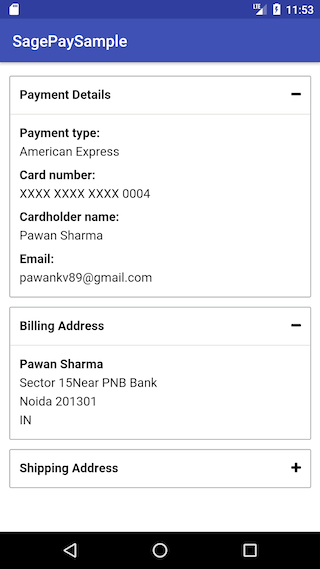 LTE 11:53
SagePaySample
Payment Details
Payment type:
American Express
Card number:
XXXX XXXX XXXX 0004
Cardholder name:
Pawan Sharma
Email:
pawankv89@gmail.com
Billing Address
Pawan Sharma
Sector 15Near PNB Bank
Noida 201301
IN
Shipping Address